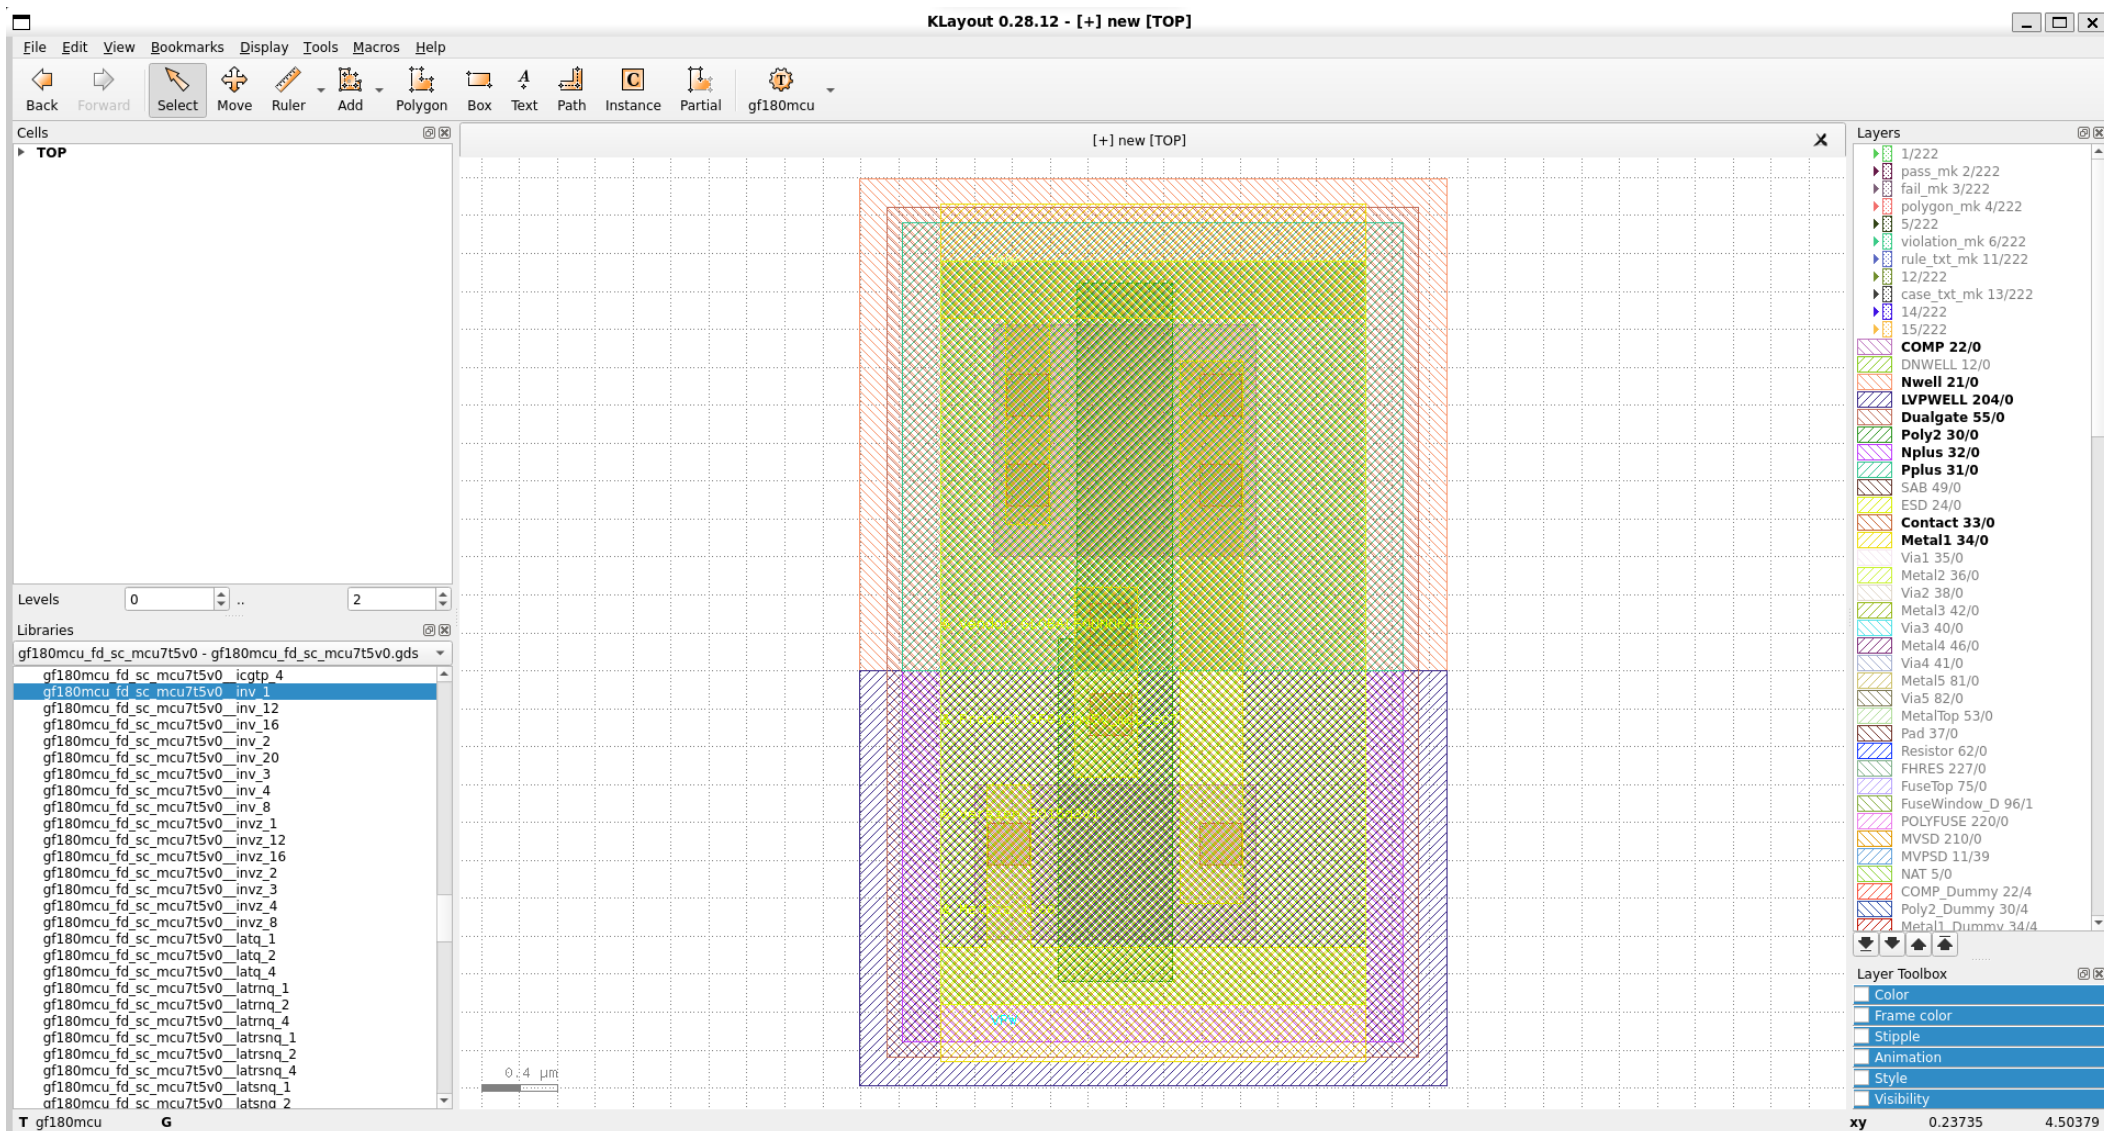 KLayout 0.28.12 - [+] new [TOP]
File Edit View Bookmarks Display Tools Macros Help
Back Forward Select Move Ruler Add Polygon Box Text Path Instance Partial gf180mcu
Cells
TOP
Levels 0 .. 2
Libraries
gf180mcu_fd_sc_mcu7t5v0 - gf180mcu_fd_sc_mcu7t5v0.gds
gf180mcu_fd_sc_mcu7t5v0__icgtp_4
gf180mcu_fd_sc_mcu7t5v0__inv_1
gf180mcu_fd_sc_mcu7t5v0__inv_12
gf180mcu_fd_sc_mcu7t5v0__inv_16
gf180mcu_fd_sc_mcu7t5v0__inv_2
gf180mcu_fd_sc_mcu7t5v0__inv_20
gf180mcu_fd_sc_mcu7t5v0__inv_3
gf180mcu_fd_sc_mcu7t5v0__inv_4
gf180mcu_fd_sc_mcu7t5v0__inv_8
gf180mcu_fd_sc_mcu7t5v0__invz_1
gf180mcu_fd_sc_mcu7t5v0__invz_12
gf180mcu_fd_sc_mcu7t5v0__invz_16
gf180mcu_fd_sc_mcu7t5v0__invz_2
gf180mcu_fd_sc_mcu7t5v0__invz_3
gf180mcu_fd_sc_mcu7t5v0__invz_4
gf180mcu_fd_sc_mcu7t5v0__invz_8
gf180mcu_fd_sc_mcu7t5v0__latq_1
gf180mcu_fd_sc_mcu7t5v0__latq_2
gf180mcu_fd_sc_mcu7t5v0__latq_4
gf180mcu_fd_sc_mcu7t5v0__latrnq_1
gf180mcu_fd_sc_mcu7t5v0__latrnq_2
gf180mcu_fd_sc_mcu7t5v0__latrnq_4
gf180mcu_fd_sc_mcu7t5v0__latrsnq_1
gf180mcu_fd_sc_mcu7t5v0__latrsnq_2
gf180mcu_fd_sc_mcu7t5v0__latrsnq_4
gf180mcu_fd_sc_mcu7t5v0__latsnq_1
gf180mcu_fd_sc_mcu7t5v0__latsnq_2
[+] new [TOP]
0.4 µm
Layers
1/222
pass_mk 2/222
fail_mk 3/222
polygon_mk 4/222
5/222
violation_mk 6/222
rule_txt_mk 11/222
12/222
case_txt_mk 13/222
14/222
15/222
COMP 22/0
DNWELL 12/0
Nwell 21/0
LVPWELL 204/0
Dualgate 55/0
Poly2 30/0
Nplus 32/0
Pplus 31/0
SAB 49/0
ESD 24/0
Contact 33/0
Metal1 34/0
Via1 35/0
Metal2 36/0
Via2 38/0
Metal3 42/0
Via3 40/0
Metal4 46/0
Via4 41/0
Metal5 81/0
Via5 82/0
MetalTop 53/0
Pad 37/0
Resistor 62/0
FHRES 227/0
FuseTop 75/0
FuseWindow_D 96/1
POLYFUSE 220/0
MVSD 210/0
MVPSD 11/39
NAT 5/0
COMP_Dummy 22/4
Poly2_Dummy 30/4
Metal1_Dummy 34/4
Layer Toolbox
Color
Frame color
Stipple
Animation
Style
Visibility
T gf180mcu G xy 0.23735 4.50379